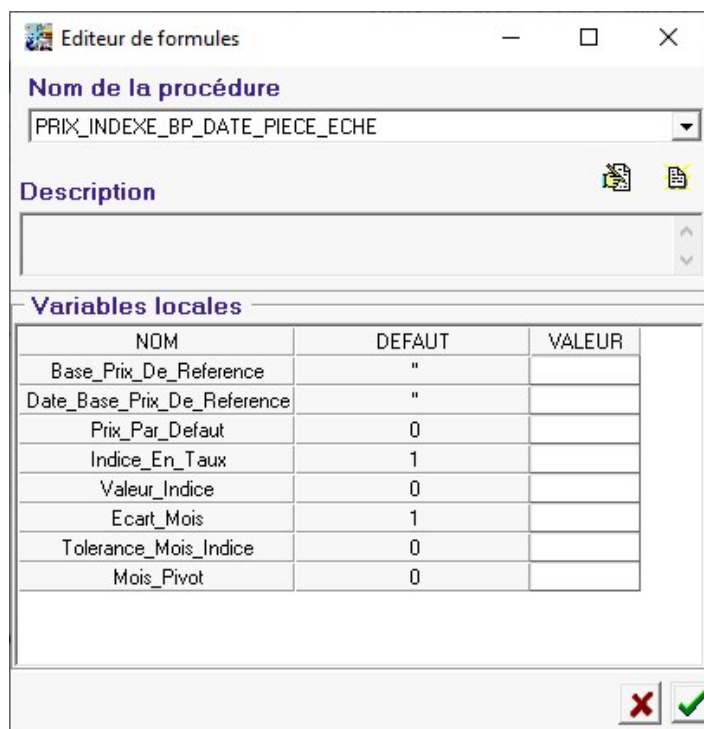 Editeur de formules
Nom de la procédure
PRIX_INDEXE_BP_DATE_PIECE_ECHE
Description
Variables locales
NOM DEFAUT VALEUR
Base_Prix_De_Reference "
Date_Base_Prix_De_Reference "
Prix_Par_Defaut 0
Indice_En_Taux 1
Valeur_Indice 0
Ecart_Mois 1
Tolerance_Mois_Indice 0
Mois_Pivot 0